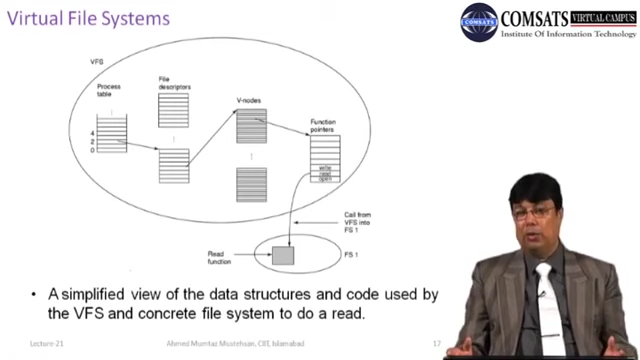 Virtual File Systems
COMSATS VIRTUAL CAMPUS
Institute Of Information Technology
VFS
Process
table
File
descriptors
V-nodes
Function
pointers
4
2
0
write
read
open
Call from
VFS into
FS 1
Read
function
FS 1
• A simplified view of the data structures and code used by
the VFS and concrete file system to do a read.
Lecture-21
Ahmed Mumtaz Mustehsan, CIIT, Islamabad
17